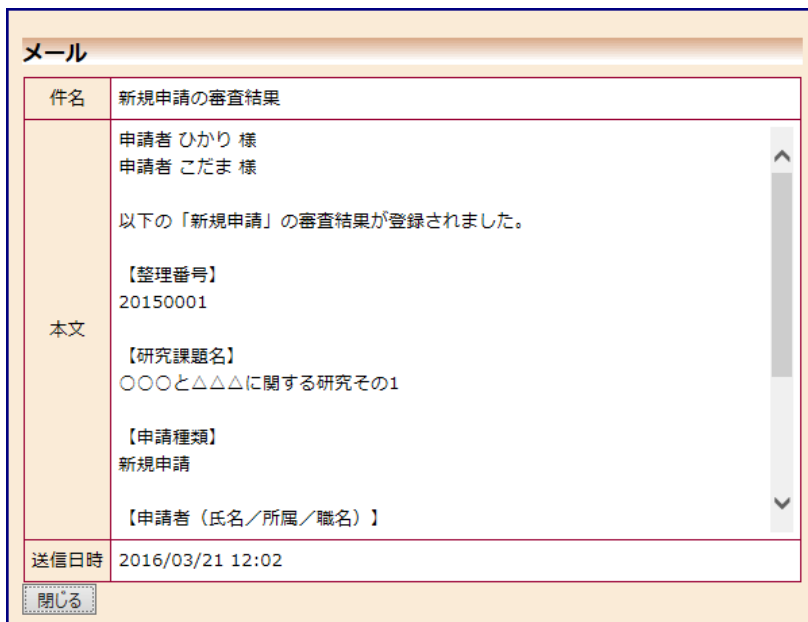 メール
件名
新規申請の審査結果
本文
申請者 ひかり 様
申請者 こだま 様
以下の「新規申請」の審査結果が登録されました。
【整理番号】
20150001
【研究課題名】
○○○と△△△に関する研究その1
【申請種類】
新規申請
【申請者（氏名／所属／職名）】
送信日時
2016/03/21 12:02
閉じる